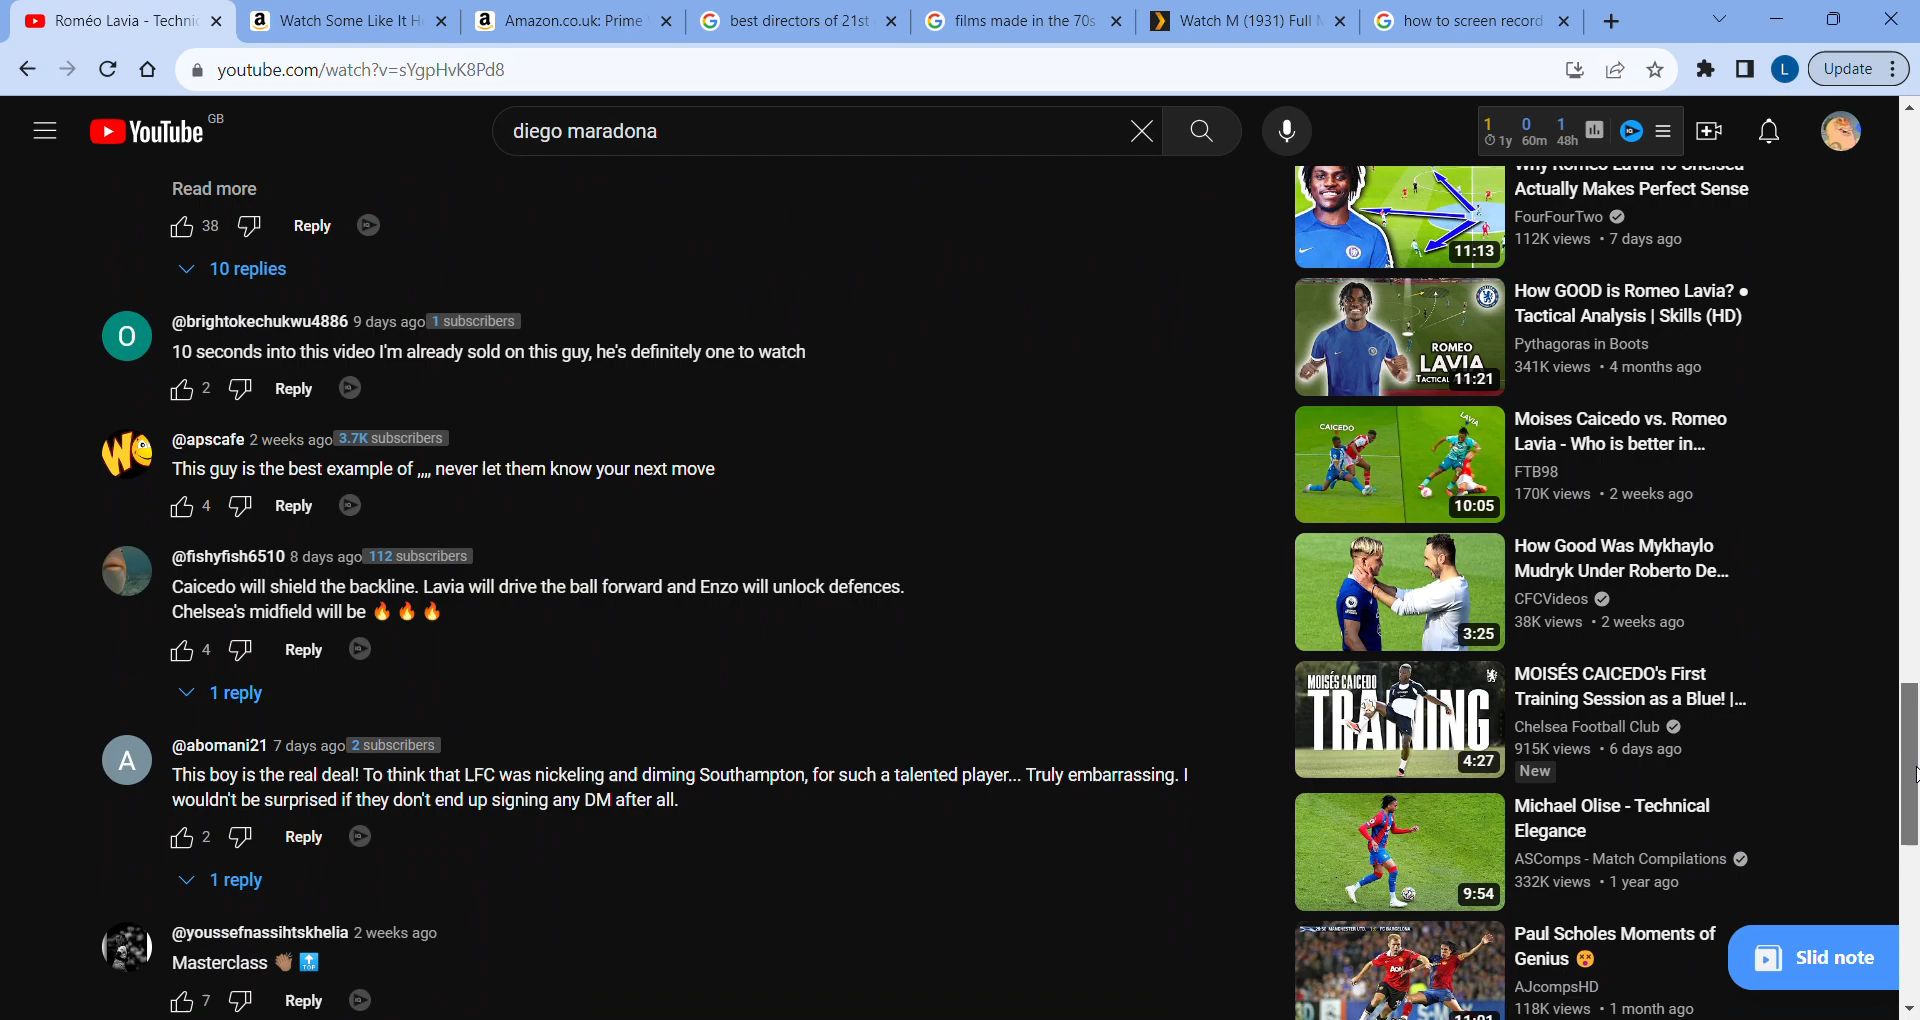 Roméo Lavia - Technic
Watch Some Like It H
Amazon.co.uk: Prime
best directors of 21st
films made in the 70s
Watch M (1931) Full
how to screen record
youtube.com/watch?v=sYgpHvK8Pd8
L
Update
YouTube GB
diego maradona
1 0 1
1y 60m 48h
Read more
38 Reply
10 replies
O
@brightokechukwu4886 9 days ago 1 subscribers
10 seconds into this video I'm already sold on this guy, he's definitely one to watch
2 Reply
@apscafe 2 weeks ago 3.7K subscribers
This guy is the best example of ,,,, never let them know your next move
4 Reply
@fishyfish6510 8 days ago 112 subscribers
Caicedo will shield the backline. Lavia will drive the ball forward and Enzo will unlock defences.
Chelsea's midfield will be 🔥🔥🔥
4 Reply
1 reply
A
@abomani21 7 days ago 2 subscribers
This boy is the real deal! To think that LFC was nickeling and diming Southampton, for such a talented player... Truly embarrassing. I
wouldn't be surprised if they don't end up signing any DM after all.
2 Reply
1 reply
@youssefnassihtskhelia 2 weeks ago
Masterclass 👋🏽🔝
7 Reply
Why Romeo Lavia To Chelsea
Actually Makes Perfect Sense
FourFourTwo
112K views • 7 days ago
11:13
How GOOD is Romeo Lavia? ●
Tactical Analysis | Skills (HD)
Pythagoras in Boots
341K views • 4 months ago
ROMEO
LAVIA
TACTICAL
11:21
Moises Caicedo vs. Romeo
Lavia - Who is better in...
FTB98
170K views • 2 weeks ago
CAICEDO
LAVIA
10:05
How Good Was Mykhaylo
Mudryk Under Roberto De...
CFCVideos
38K views • 2 weeks ago
3:25
MOISÉS CAICEDO's First
Training Session as a Blue! |...
Chelsea Football Club
915K views • 6 days ago
New
MOISÉS CAICEDO
TRAINING
4:27
Michael Olise - Technical
Elegance
ASComps - Match Compilations
332K views • 1 year ago
9:54
Paul Scholes Moments of
Genius 😲
AJcompsHD
118K views • 1 month ago
11:01
Slid note